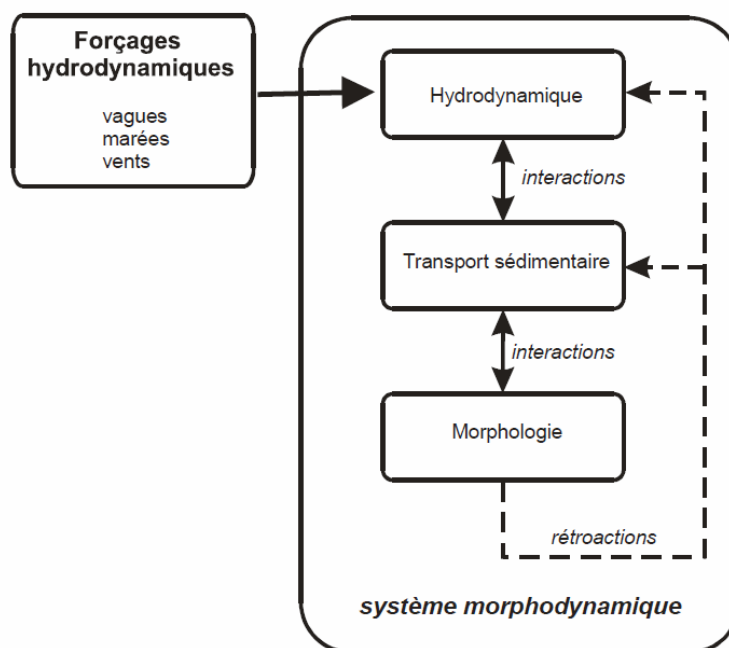 Forçages
hydrodynamiques
vagues
marées
vents
Hydrodynamique
interactions
Transport sédimentaire
interactions
Morphologie
rétroactions
système morphodynamique